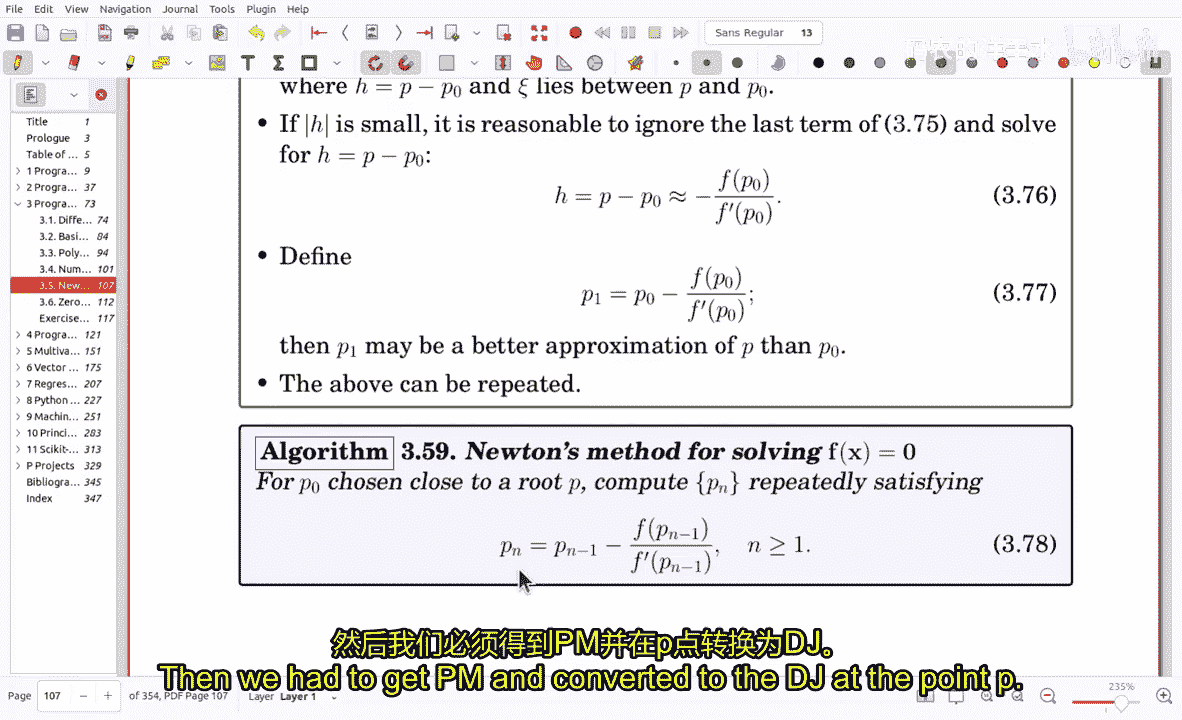 File Edit View Navigation Journal Tools Plugin Help
Sans Regular 13
Title 1
Prologue 3
Table of ... 5
1 Progra... 9
2 Progra... 37
3 Progra... 73
3.1. Diffe... 74
3.2. Basi... 84
3.3. Poly... 94
3.4. Num... 101
3.5. New... 107
3.6. Zero... 112
Exercise... 117
4 Progra... 121
5 Multiva... 151
6 Vector ... 175
7 Regres... 207
8 Python ... 227
9 Machin... 251
10 Princi... 283
11 Scikit-... 313
P Projects 329
Bibliogra... 345
Index 347
where h = p − p₀ and ξ lies between p and p₀.
• If |h| is small, it is reasonable to ignore the last term of (3.75) and solve
for h = p − p₀:
h = p − p₀ ≈ − f(p₀) / f′(p₀). (3.76)
• Define
p₁ = p₀ − f(p₀) / f′(p₀); (3.77)
then p₁ may be a better approximation of p than p₀.
• The above can be repeated.
Algorithm 3.59. Newton's method for solving f(x) = 0
For p₀ chosen close to a root p, compute {pₙ} repeatedly satisfying
pₙ = pₙ₋₁ − f(pₙ₋₁) / f′(pₙ₋₁), n ≥ 1. (3.78)
然后我们必须得到PM并在p点转换为DJ。
Then we had to get PM and converted to the DJ at the point p.
Page 107 − + of 354, PDF Page 107 Layer Layer 1 235%